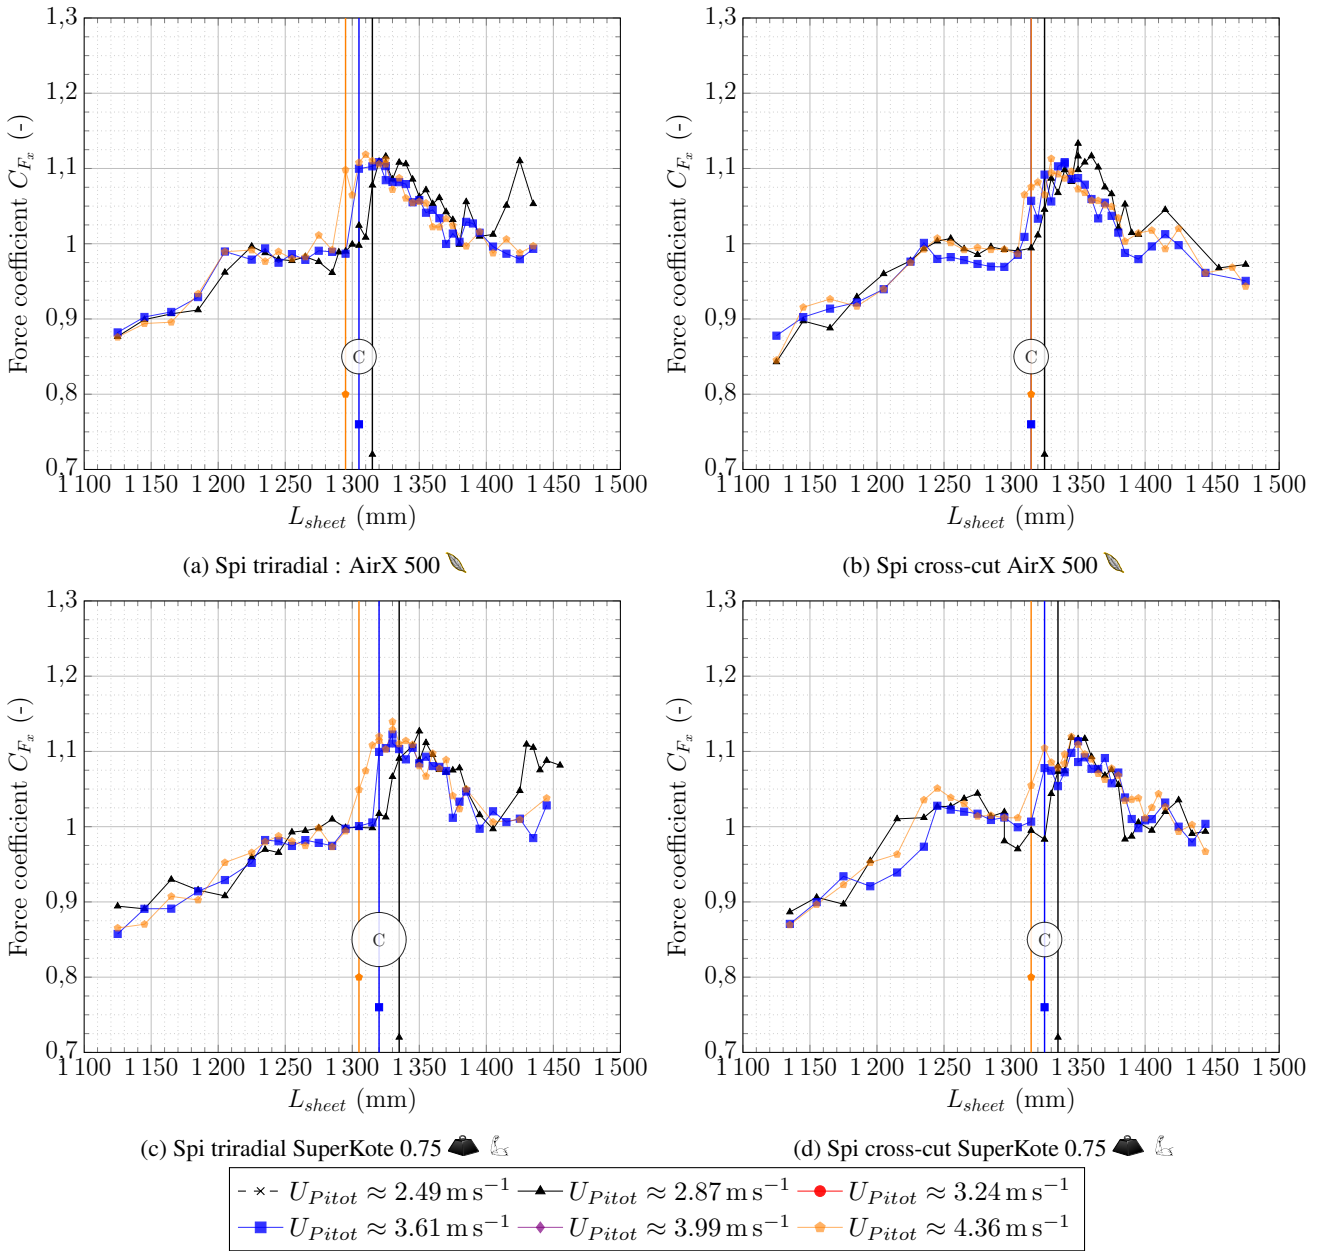 1,3
1,2
1,1
1
0,9
0,8
0,7
Force coefficient C_{F_x} (-)
C
1 100 1 150 1 200 1 250 1 300 1 350 1 400 1 450 1 500
L_{sheet} (mm)
(a) Spi triradial : AirX 500
1,3
1,2
1,1
1
0,9
0,8
0,7
Force coefficient C_{F_x} (-)
C
1 100 1 150 1 200 1 250 1 300 1 350 1 400 1 450 1 500
L_{sheet} (mm)
(b) Spi cross-cut AirX 500
1,3
1,2
1,1
1
0,9
0,8
0,7
Force coefficient C_{F_x} (-)
C
1 100 1 150 1 200 1 250 1 300 1 350 1 400 1 450 1 500
L_{sheet} (mm)
(c) Spi triradial SuperKote 0.75
1,3
1,2
1,1
1
0,9
0,8
0,7
Force coefficient C_{F_x} (-)
C
1 100 1 150 1 200 1 250 1 300 1 350 1 400 1 450 1 500
L_{sheet} (mm)
(d) Spi cross-cut SuperKote 0.75
U_{Pitot} ≈ 2.49 m s⁻¹ U_{Pitot} ≈ 2.87 m s⁻¹ U_{Pitot} ≈ 3.24 m s⁻¹
U_{Pitot} ≈ 3.61 m s⁻¹ U_{Pitot} ≈ 3.99 m s⁻¹ U_{Pitot} ≈ 4.36 m s⁻¹